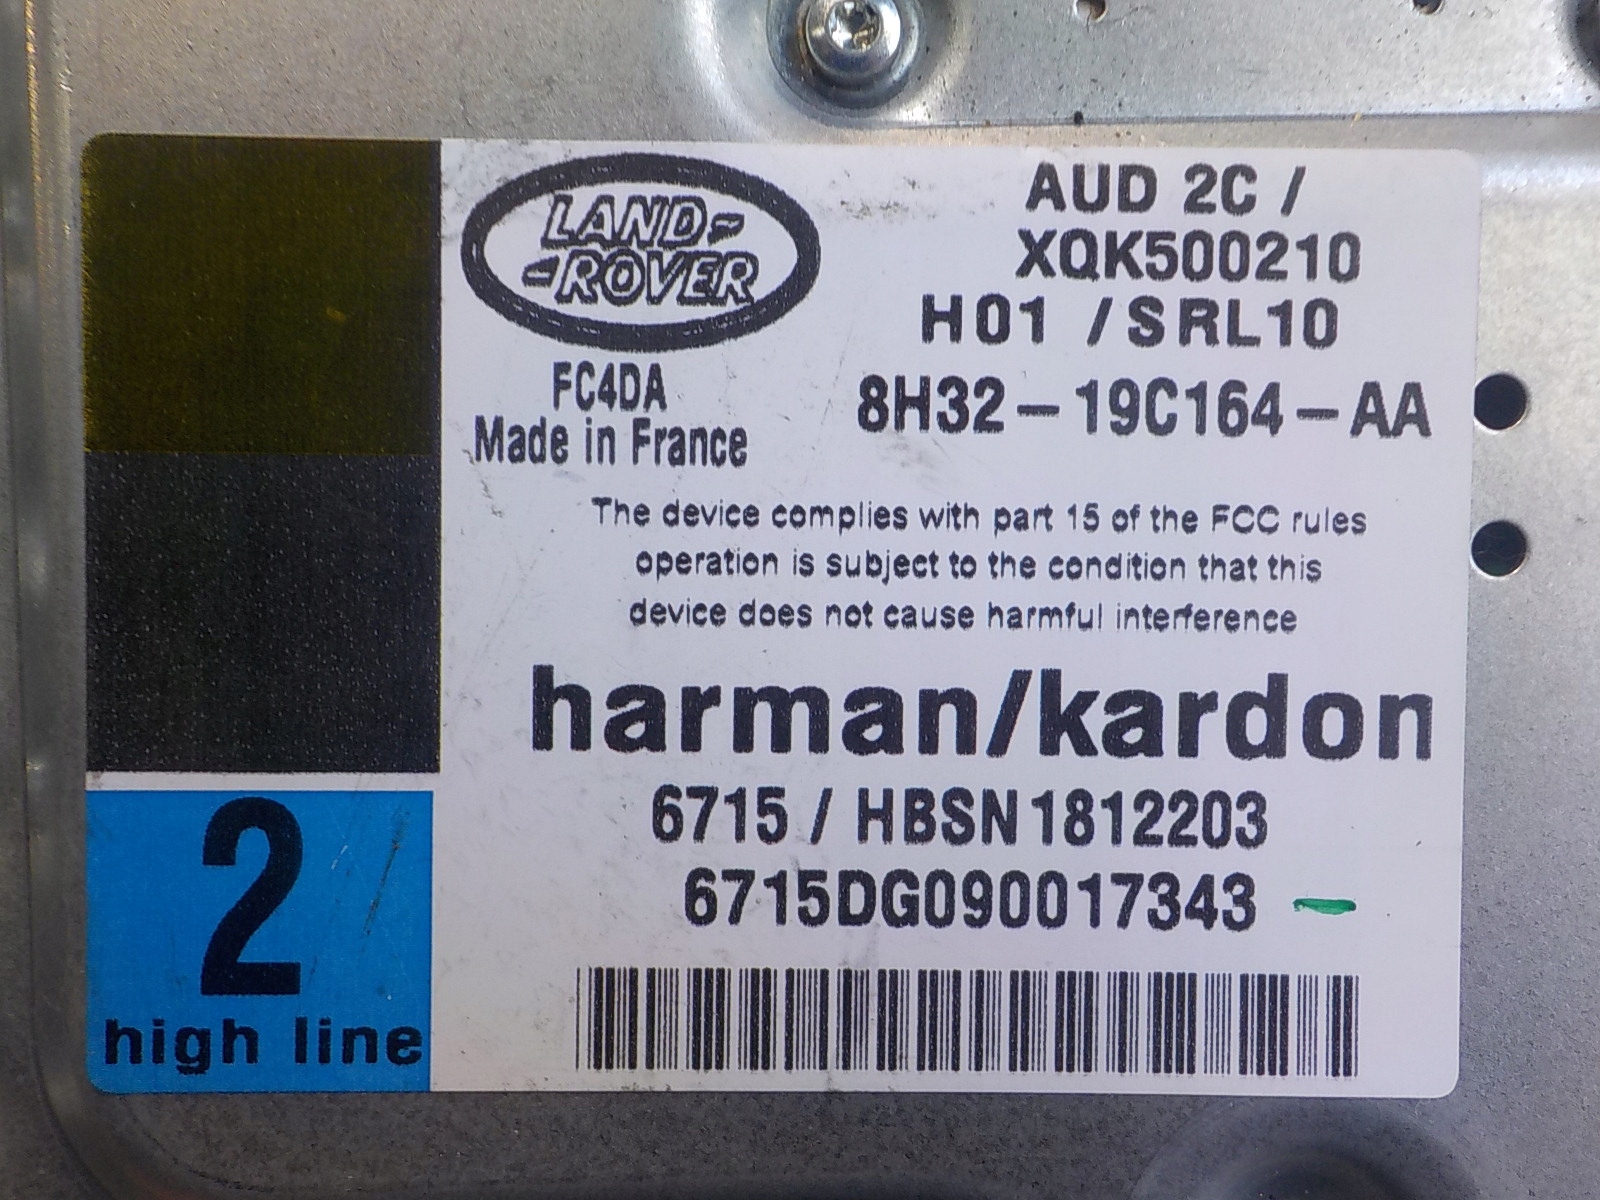 LAND-
-ROVER
FC4DA
Made in France
AUD 2C /
XQK500210
H01 / SRL10
8H32-19C164-AA
The device complies with part 15 of the FCC rules
operation is subject to the condition that this
device does not cause harmful interference
harman/kardon
6715 / HBSN1812203
6715DG090017343
2
high line